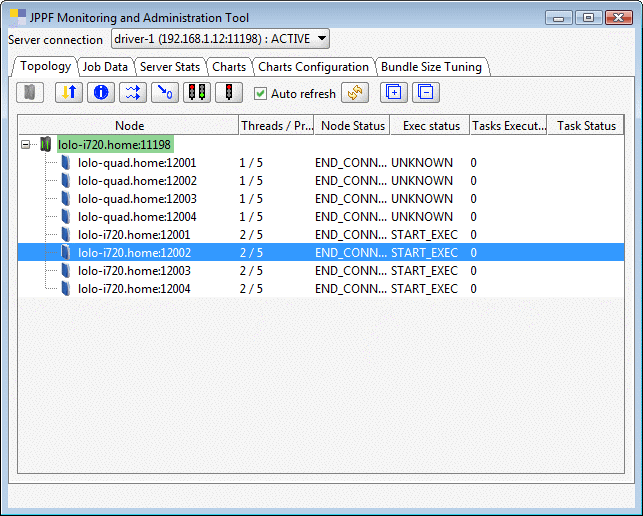 JPPF Monitoring and Administration Tool
Server connection driver-1 (192.168.1.12:11198) : ACTIVE
Topology Job Data Server Stats Charts Charts Configuration Bundle Size Tuning
Auto refresh
Node Threads / Pr... Node Status Exec status Tasks Execut... Task Status
lolo-i720.home:11198
lolo-quad.home:12001 1 / 5 END_CONN... UNKNOWN 0
lolo-quad.home:12002 1 / 5 END_CONN... UNKNOWN 0
lolo-quad.home:12003 1 / 5 END_CONN... UNKNOWN 0
lolo-quad.home:12004 1 / 5 END_CONN... UNKNOWN 0
lolo-i720.home:12001 2 / 5 END_CONN... START_EXEC 0
lolo-i720.home:12002 2 / 5 END_CONN... START_EXEC 0
lolo-i720.home:12003 2 / 5 END_CONN... START_EXEC 0
lolo-i720.home:12004 2 / 5 END_CONN... START_EXEC 0